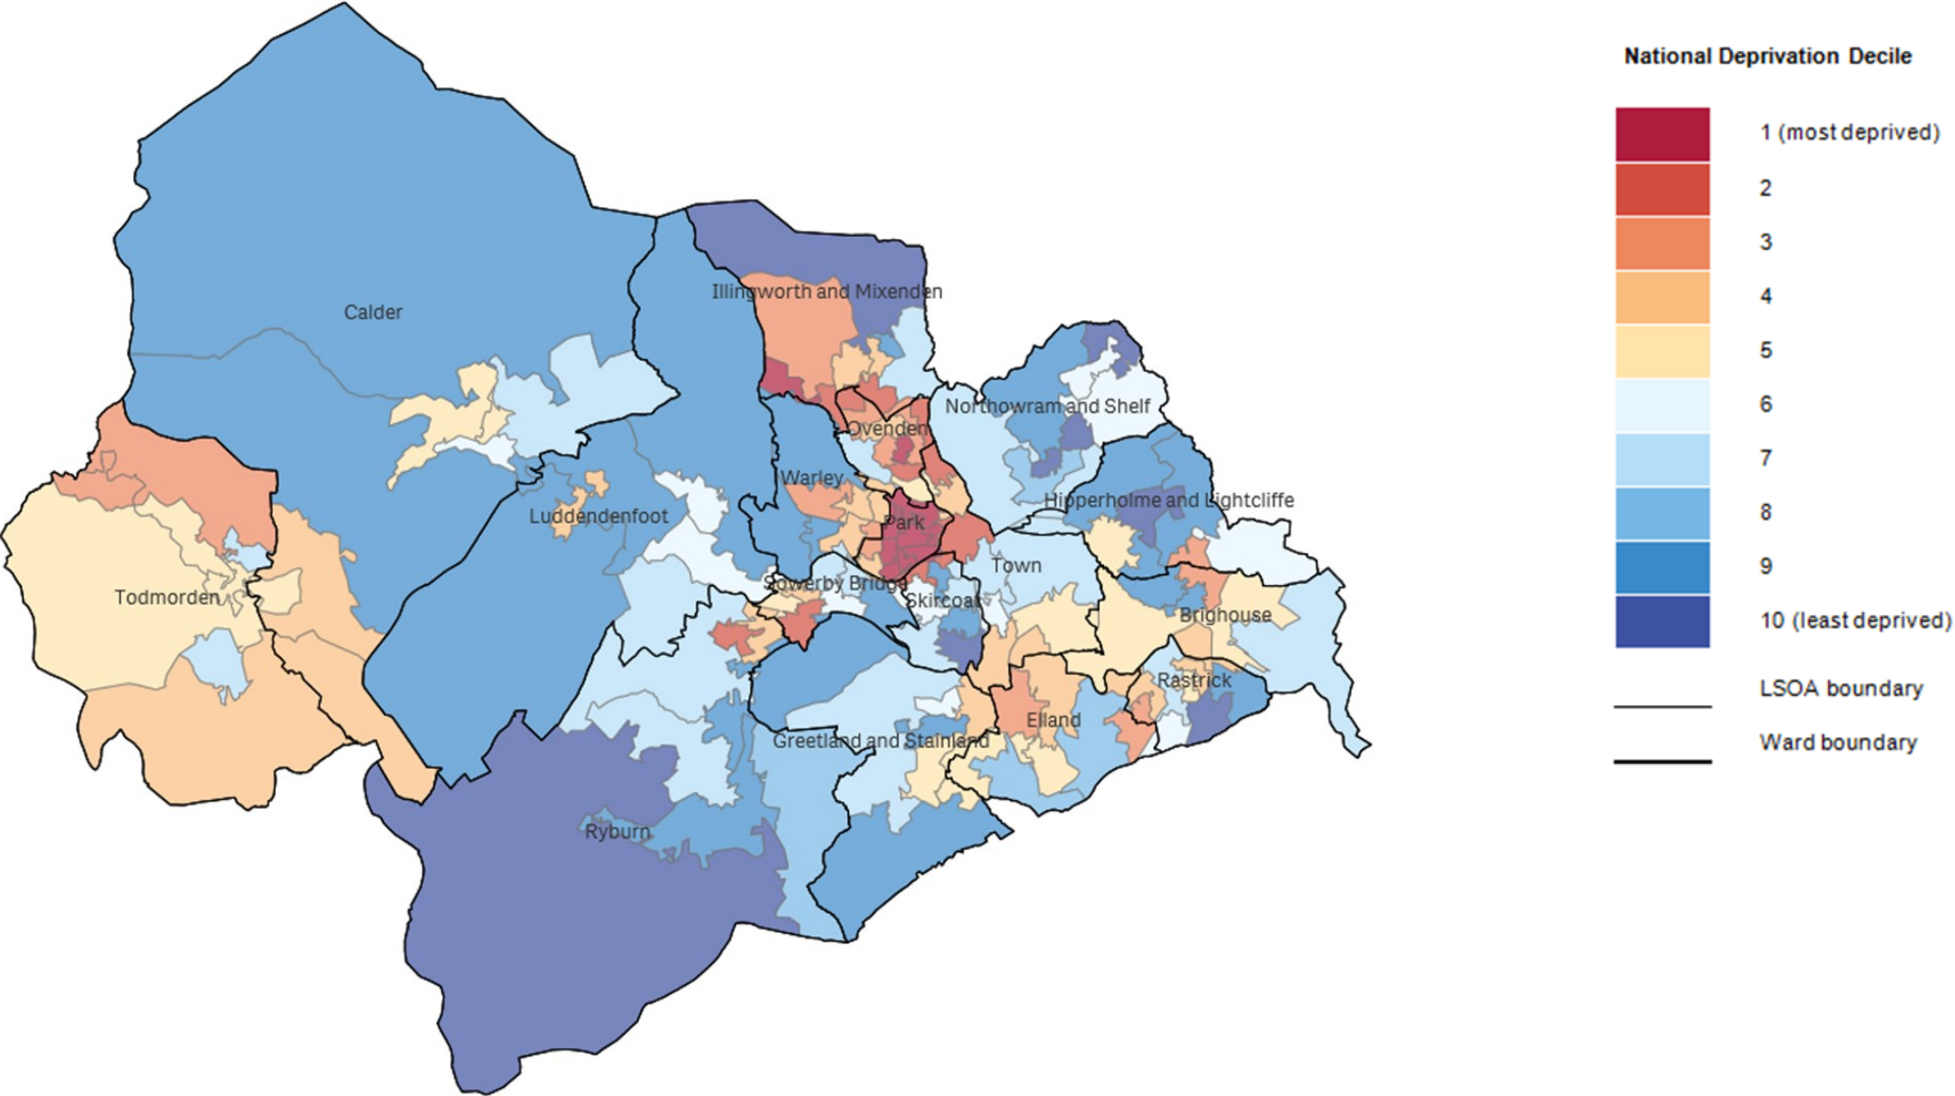 National Deprivation Decile
1 (most deprived)
2
3
4
5
6
7
8
9
10 (least deprived)
LSOA boundary
Ward boundary
Illingworth and Mixenden
Calder
Northowram and Shelf
Ovenden
Warley
Hipperholme and Lightcliffe
Luddendenfoot
Park
Town
Sowerby Bridge
Todmorden
Skircoat
Brighouse
Rastrick
Elland
Greetland and Stainland
Ryburn